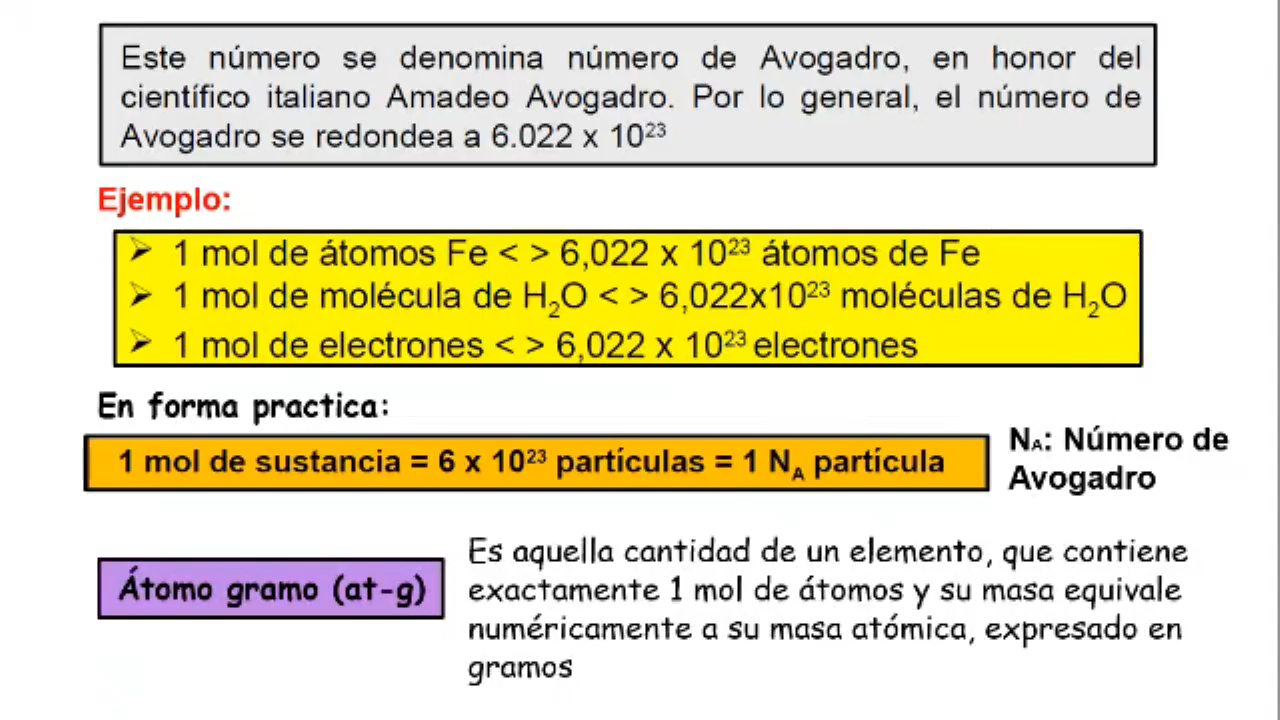 Este número se denomina número de Avogadro, en honor del
científico italiano Amadeo Avogadro. Por lo general, el número de
Avogadro se redondea a 6.022 x 10²³
Ejemplo:
➢ 1 mol de átomos Fe < > 6,022 x 10²³ átomos de Fe
➢ 1 mol de molécula de H₂O < > 6,022x10²³ moléculas de H₂O
➢ 1 mol de electrones < > 6,022 x 10²³ electrones
En forma practica:
1 mol de sustancia = 6 x 10²³ partículas = 1 N_A partícula
N_A: Número de
Avogadro
Átomo gramo (at-g)
Es aquella cantidad de un elemento, que contiene
exactamente 1 mol de átomos y su masa equivale
numéricamente a su masa atómica, expresado en
gramos